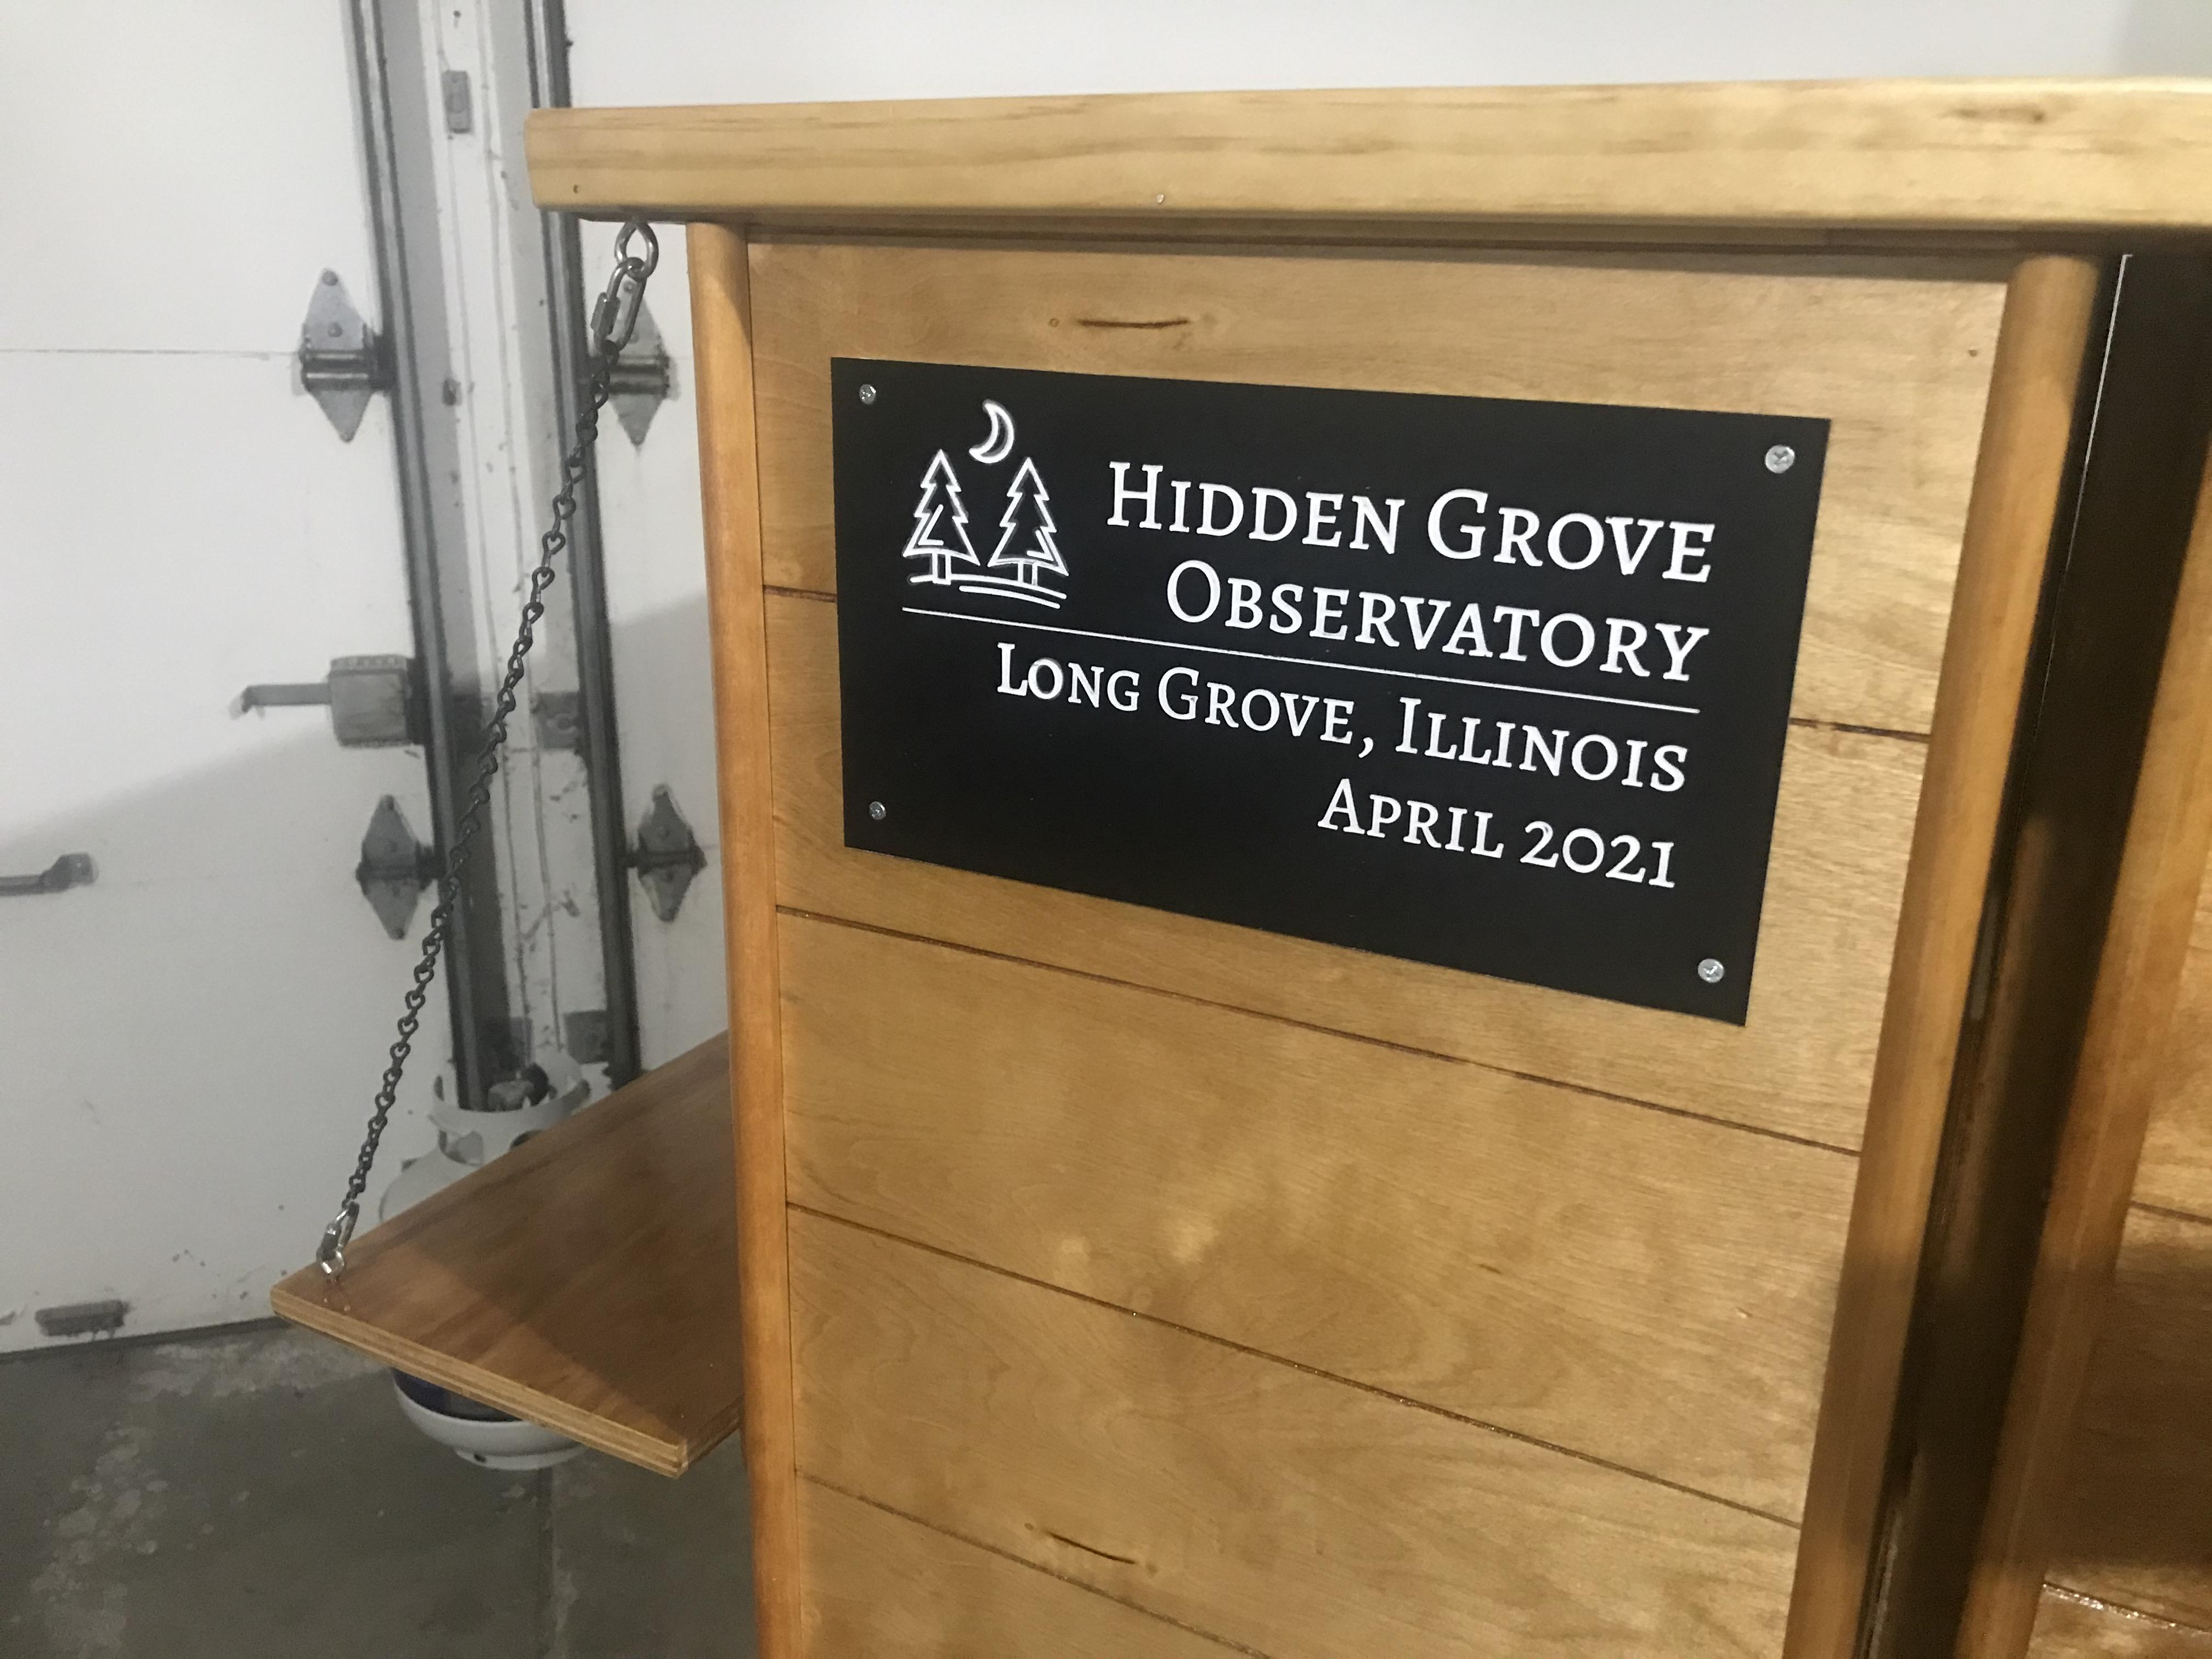 Hidden Grove
Observatory
Long Grove, Illinois
April 2021